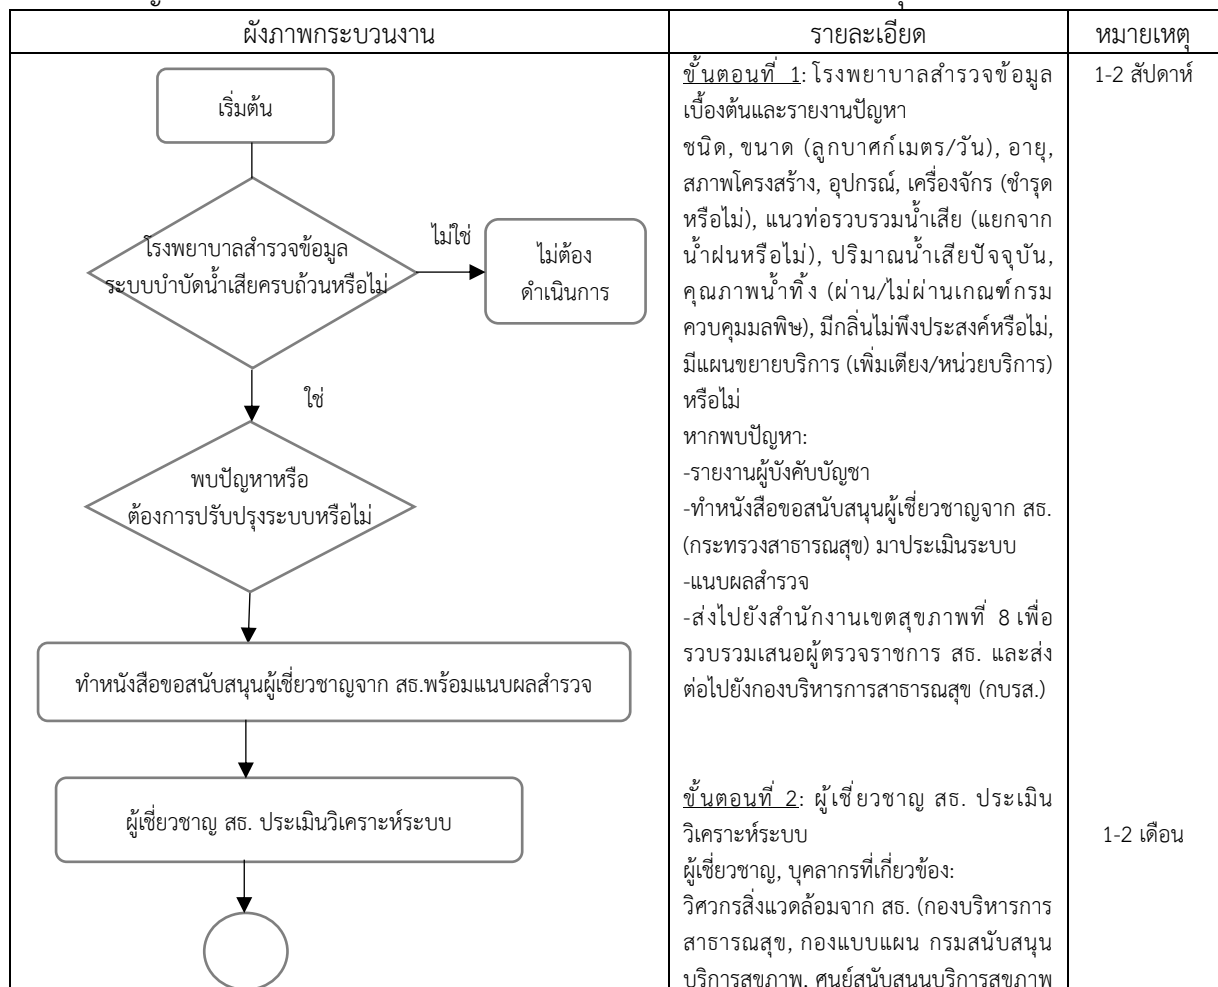 ผังภาพกระบวนงาน
รายละเอียด
หมายเหตุ
เริ่มต้น
โรงพยาบาลสำรวจข้อมูล
ระบบบำบัดน้ำเสียครบถ้วนหรือไม่
ไม่ใช่
ไม่ต้อง
ดำเนินการ
ใช่
พบปัญหาหรือ
ต้องการปรับปรุงระบบหรือไม่
ทำหนังสือขอสนับสนุนผู้เชี่ยวชาญจาก สธ.พร้อมแนบผลสำรวจ
ผู้เชี่ยวชาญ สธ. ประเมินวิเคราะห์ระบบ
ขั้นตอนที่ 1: โรงพยาบาลสำรวจข้อมูล
เบื้องต้นและรายงานปัญหา
ชนิด, ขนาด (ลูกบาศก์เมตร/วัน), อายุ,
สภาพโครงสร้าง, อุปกรณ์, เครื่องจักร (ชำรุด
หรือไม่), แนวท่อรวบรวมน้ำเสีย (แยกจาก
น้ำฝนหรือไม่), ปริมาณน้ำเสียปัจจุบัน,
คุณภาพน้ำทิ้ง (ผ่าน/ไม่ผ่านเกณฑ์กรม
ควบคุมมลพิษ), มีกลิ่นไม่พึงประสงค์หรือไม่,
มีแผนขยายบริการ (เพิ่มเตียง/หน่วยบริการ)
หรือไม่
หากพบปัญหา:
-รายงานผู้บังคับบัญชา
-ทำหนังสือขอสนับสนุนผู้เชี่ยวชาญจาก สธ.
(กระทรวงสาธารณสุข) มาประเมินระบบ
-แนบผลสำรวจ
-ส่งไปยังสำนักงานเขตสุขภาพที่ 8 เพื่อ
รวบรวมเสนอผู้ตรวจราชการ สธ. และส่ง
ต่อไปยังกองบริหารการสาธารณสุข (กบรส.)
1-2 สัปดาห์
ขั้นตอนที่ 2: ผู้เชี่ยวชาญ สธ. ประเมิน
วิเคราะห์ระบบ
ผู้เชี่ยวชาญ, บุคลากรที่เกี่ยวข้อง:
วิศวกรสิ่งแวดล้อมจาก สธ. (กองบริหารการ
สาธารณสุข, กองแบบแผน กรมสนับสนุน
บริการสุขภาพ, ศูนย์สนับสนุนบริการสุขภาพ
1-2 เดือน